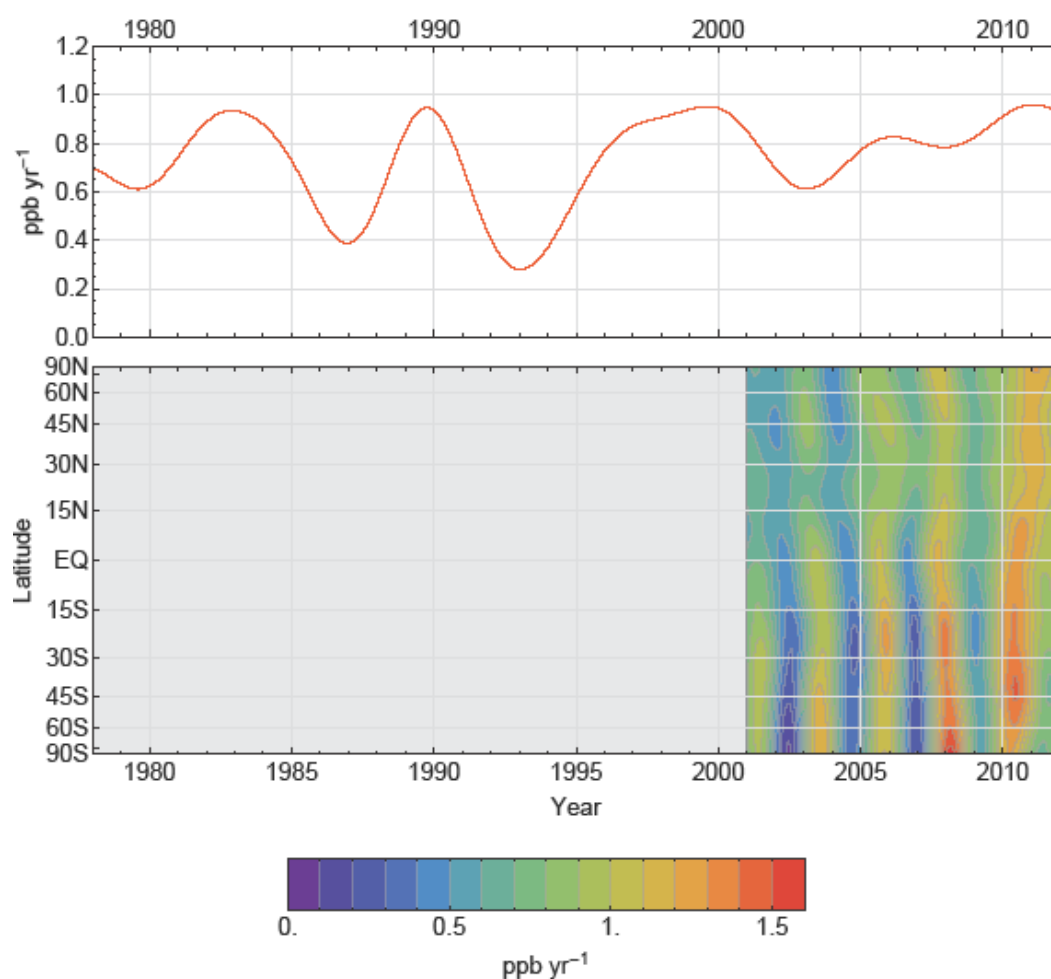 1980 1990 2000 2010
1.2
1.0
0.8
0.6
0.4
0.2
0.0
ppb yr⁻¹
90N
60N
45N
30N
15N
EQ
15S
30S
45S
60S
90S
Latitude
1980 1985 1990 1995 2000 2005 2010
Year
0. 0.5 1. 1.5
ppb yr⁻¹